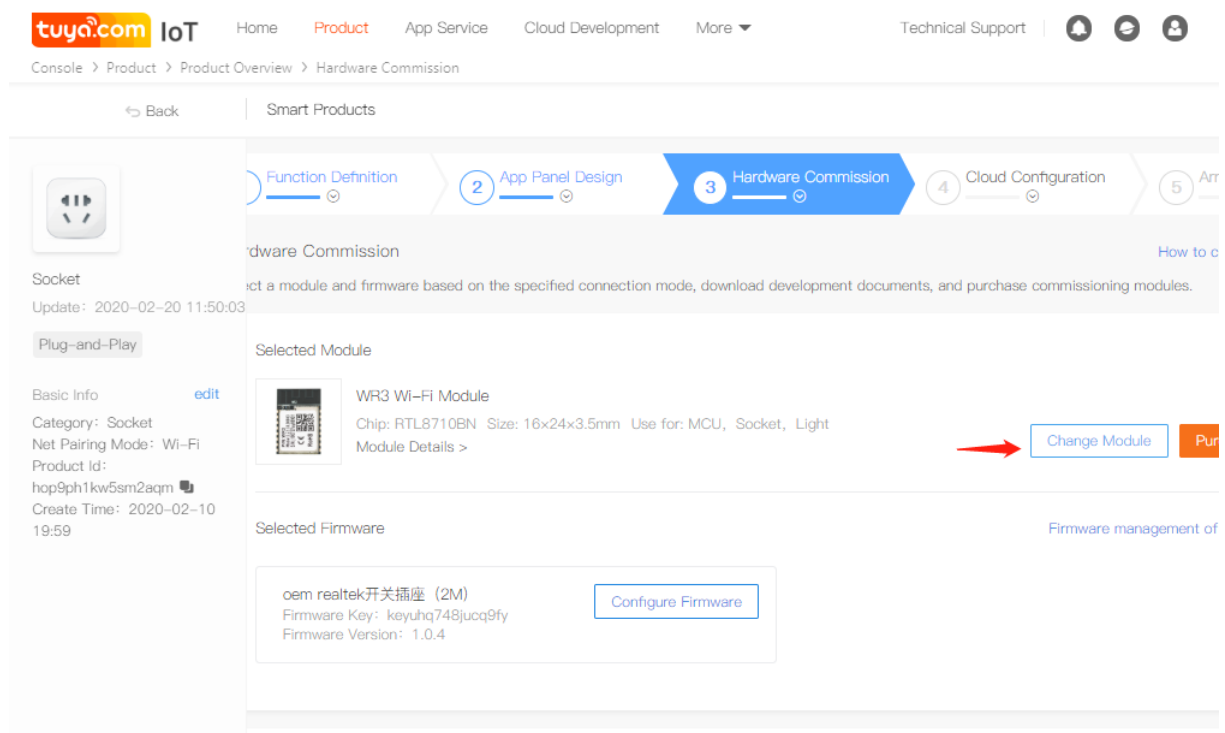 tuya.com IoT Home Product App Service Cloud Development More Technical Support
Console > Product > Product Overview > Hardware Commission
Back Smart Products
Function Definition 2 App Panel Design 3 Hardware Commission 4 Cloud Configuration 5
Socket
Update: 2020-02-20 11:50:03
Plug-and-Play
Basic Info edit
Category: Socket
Net Pairing Mode: Wi-Fi
Product Id:
hop9ph1kw5sm2aqm
Create Time: 2020-02-10
19:59
rdware Commission How to c
ct a module and firmware based on the specified connection mode, download development documents, and purchase commissioning modules.
Selected Module
WR3 Wi-Fi Module
Chip: RTL8710BN Size: 16×24×3.5mm Use for: MCU, Socket, Light
Module Details >
Change Module Pur
Selected Firmware Firmware management of
oem realtek开关插座（2M）
Firmware Key: keyuhq748jucq9fy
Firmware Version: 1.0.4
Configure Firmware